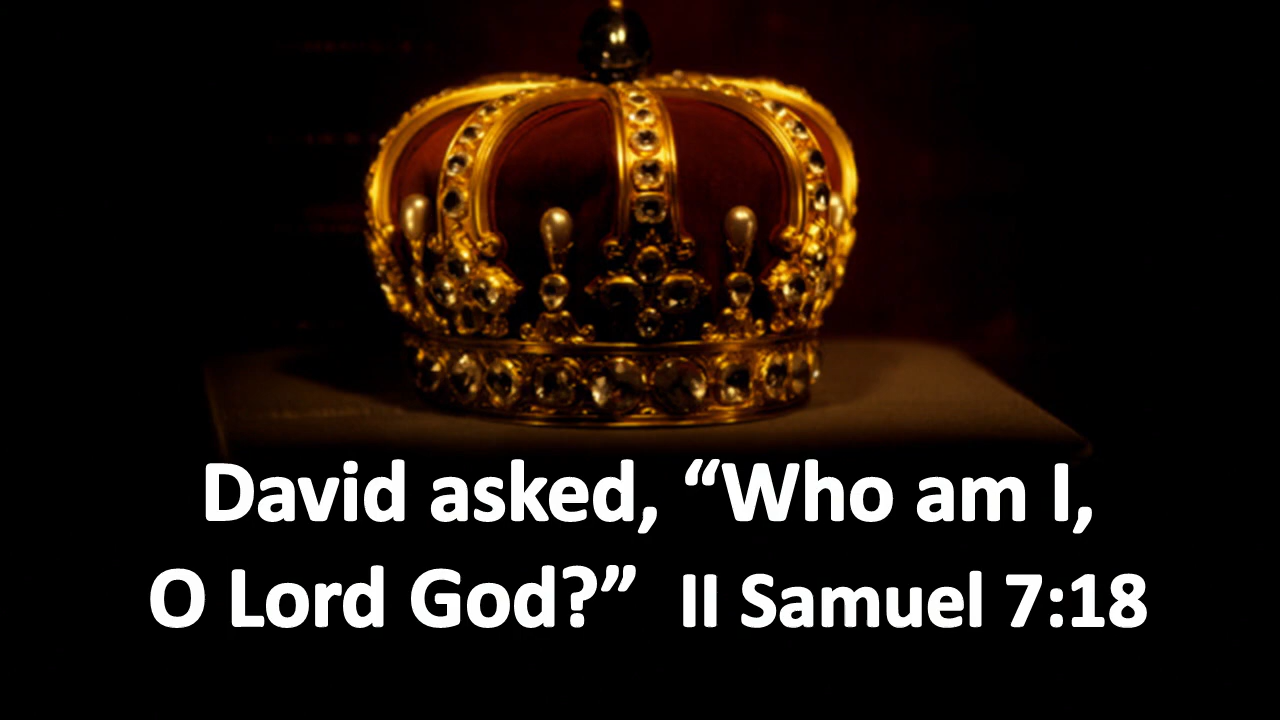 David asked, “Who am I,
O Lord God?” II Samuel 7:18